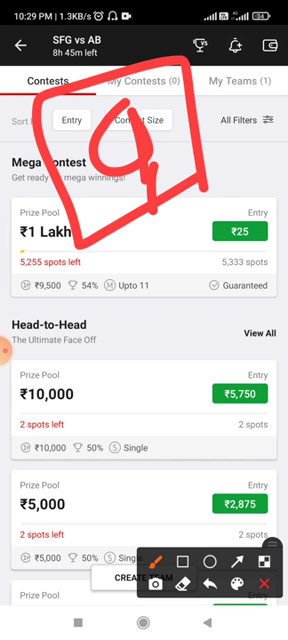 10:29 PM | 1.3KB/s
SFG vs AB
8h 45m left
Contests My Contests (0) My Teams (1)
Sort Entry Contest Size All Filters
Mega Contest
Get ready mega winnings!
Prize Pool Entry
₹1 Lakh ₹25
5,255 spots left 5,333 spots
₹9,500 54% M Upto 11 Guaranteed
Head-to-Head
The Ultimate Face Off View All
Prize Pool Entry
₹10,000 ₹5,750
2 spots left 2 spots
₹10,000 50% S Single
Prize Pool Entry
₹5,000 ₹2,875
2 spots left 2 spots
₹5,000 50% S Single
CREATE TEAM
Prize Pool